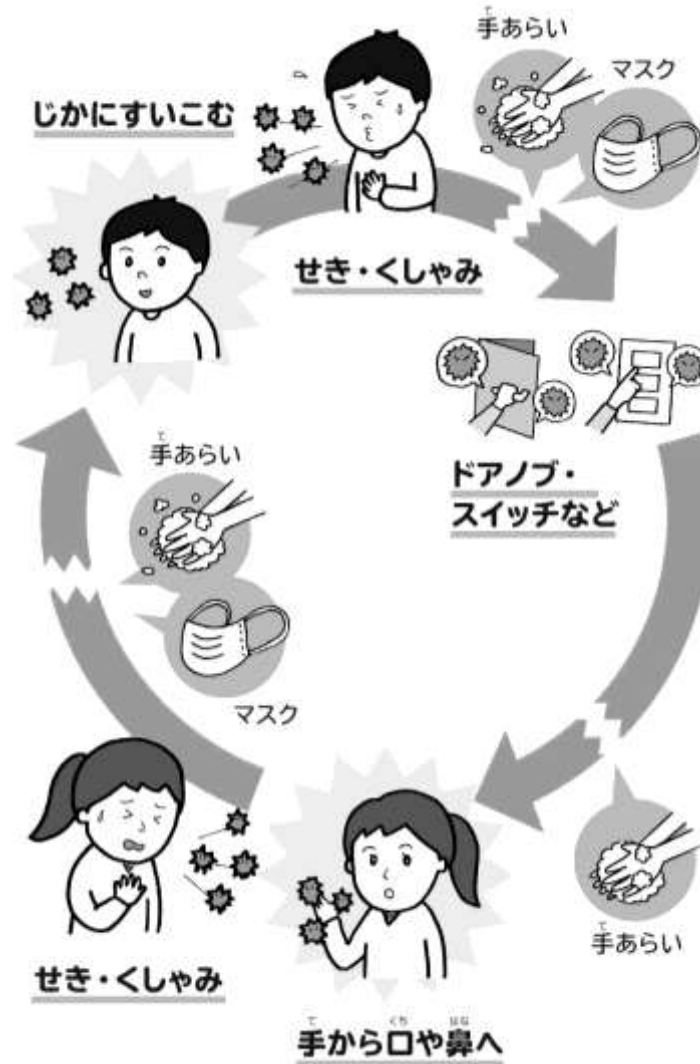 手あらい
マスク
じかにすいこむ
せき・くしゃみ
ドアノブ・
スイッチなど
手あらい
マスク
手あらい
せき・くしゃみ
手から口や鼻へ